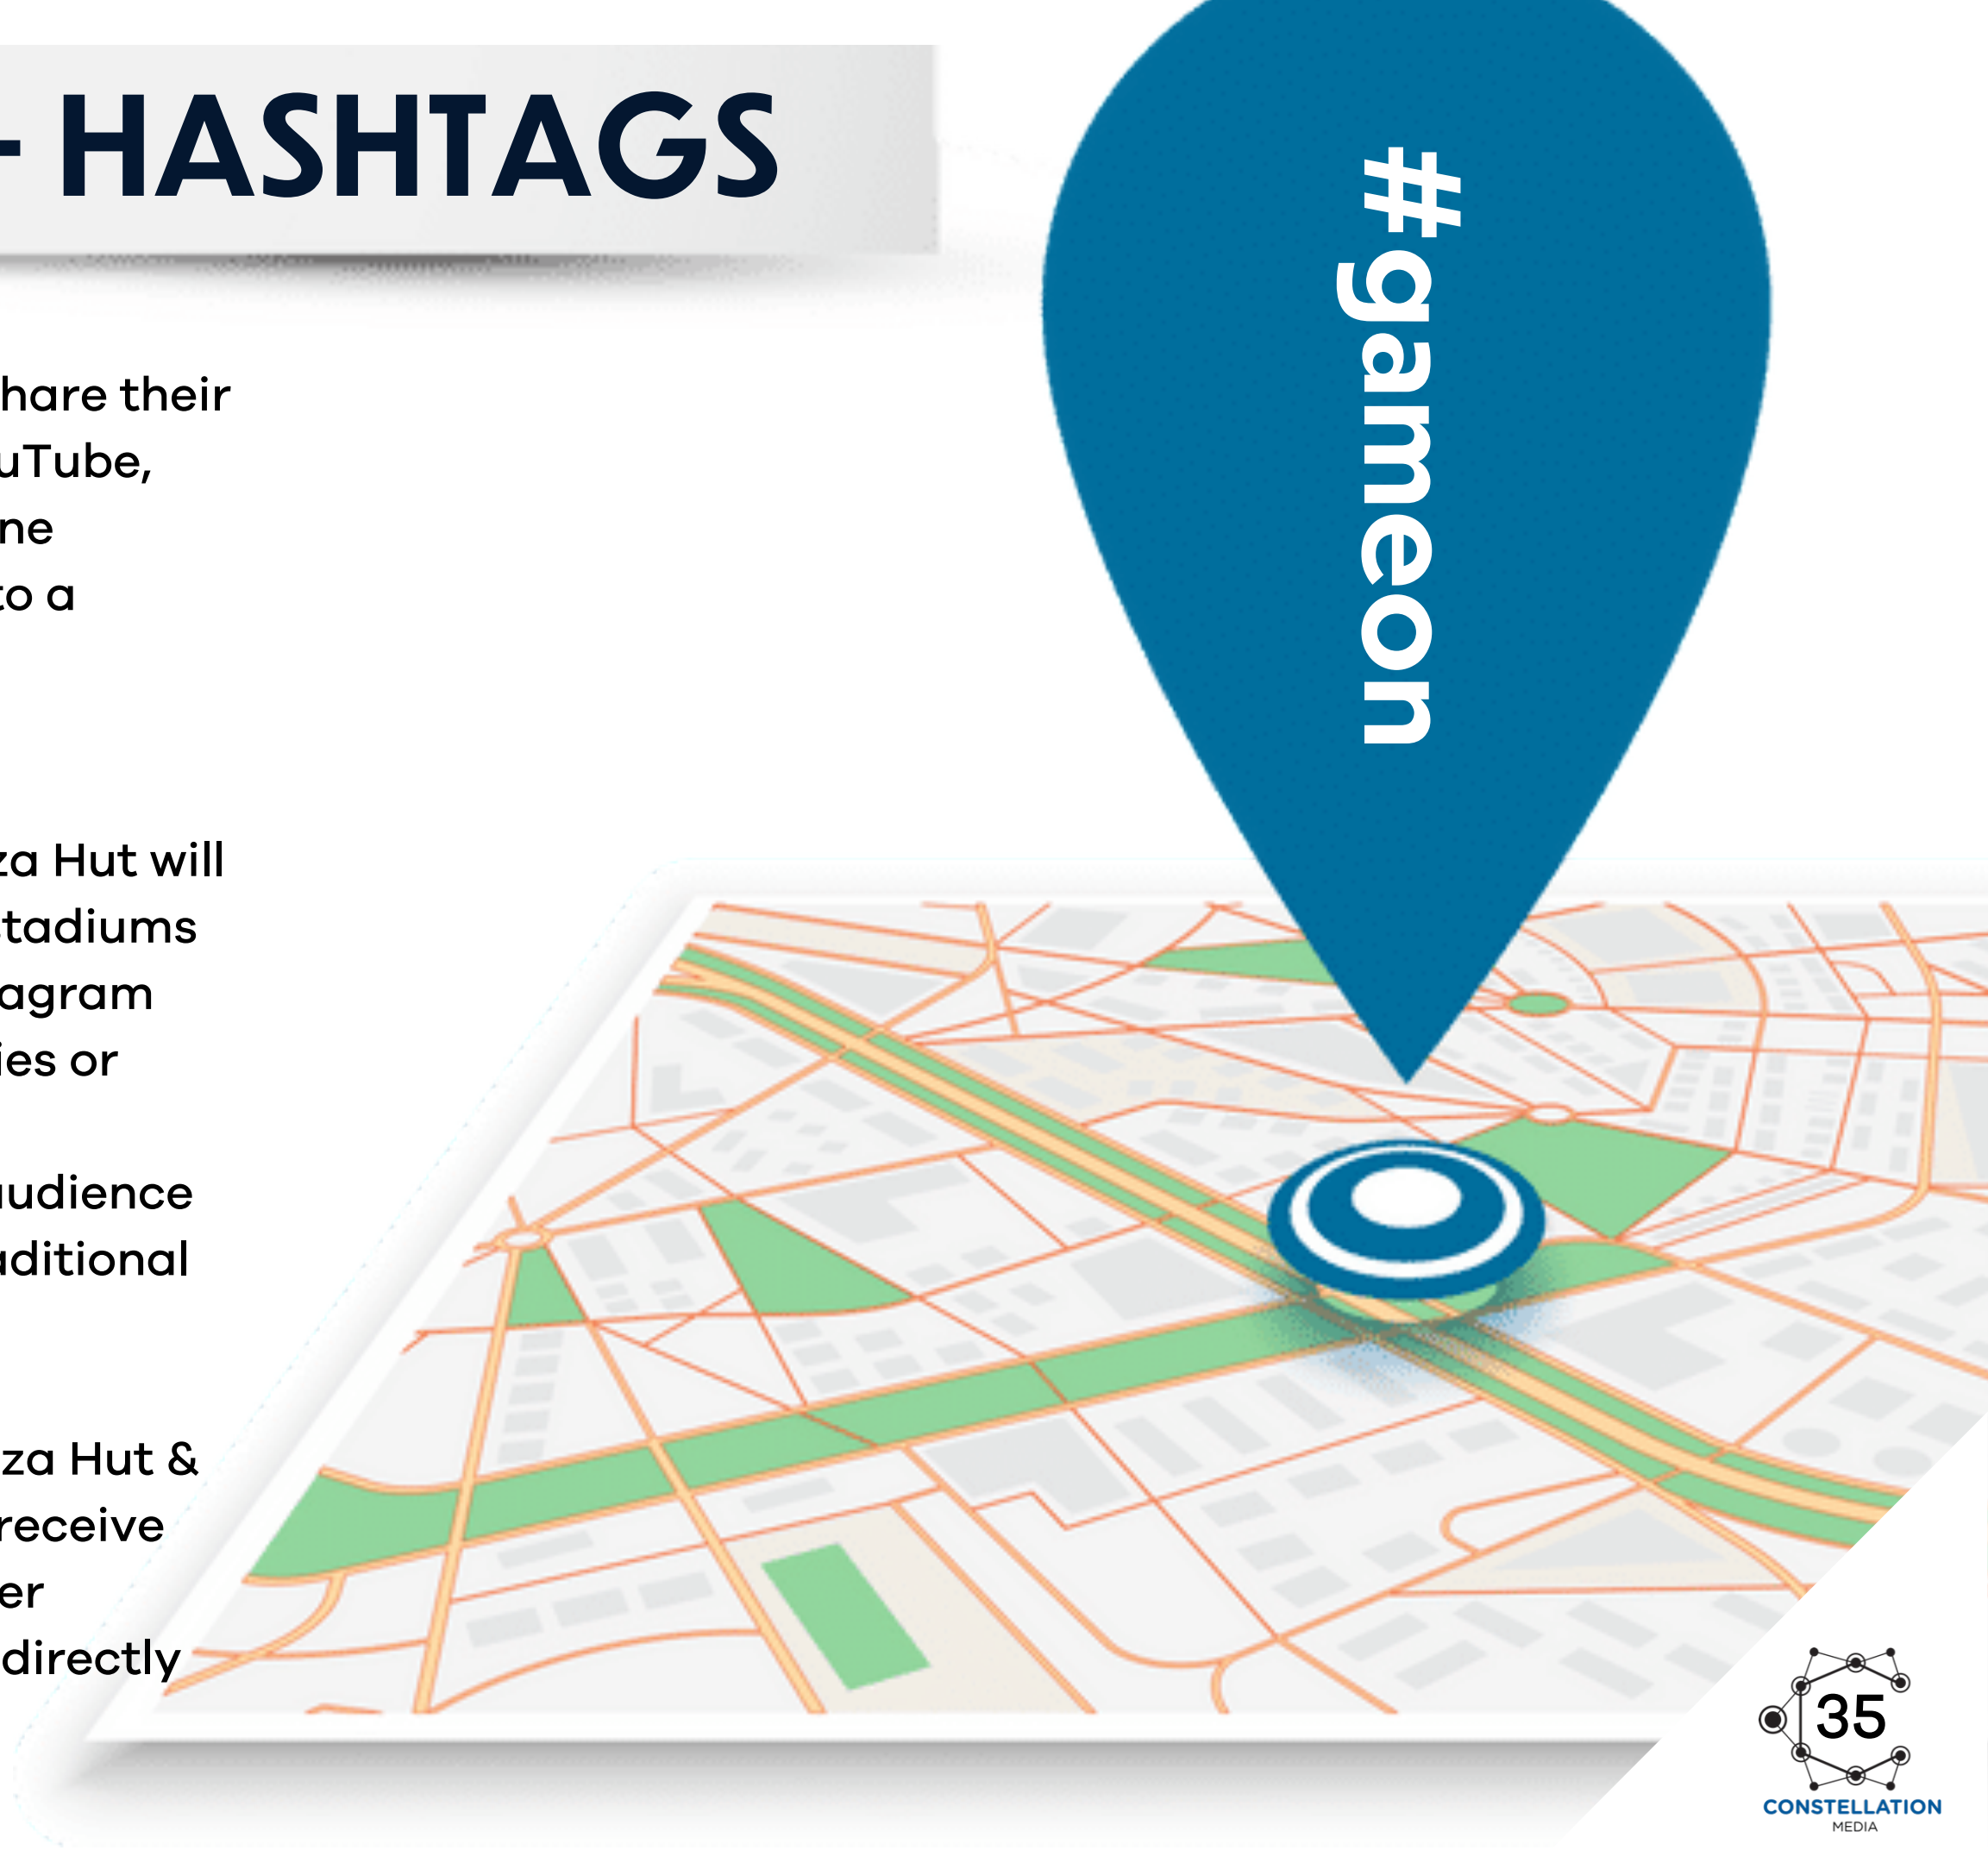 - HASHTAGS
#gameon
hare their
uTube,
ne
to a
za Hut will
tadiums
agram
ies or
udience
aditional
za Hut &
receive
er
directly
35
CONSTELLATION
MEDIA